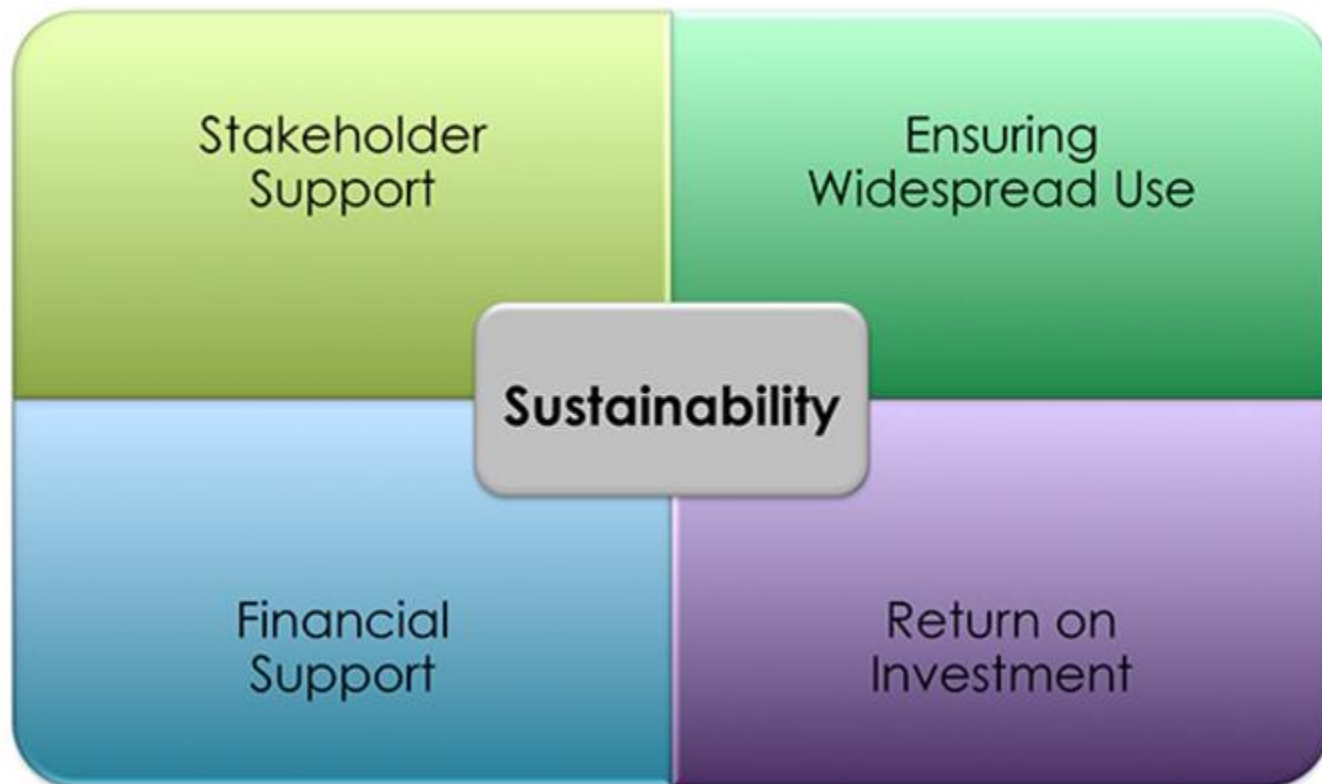 Stakeholder
Support
Ensuring
Widespread Use
Sustainability
Financial
Support
Return on
Investment